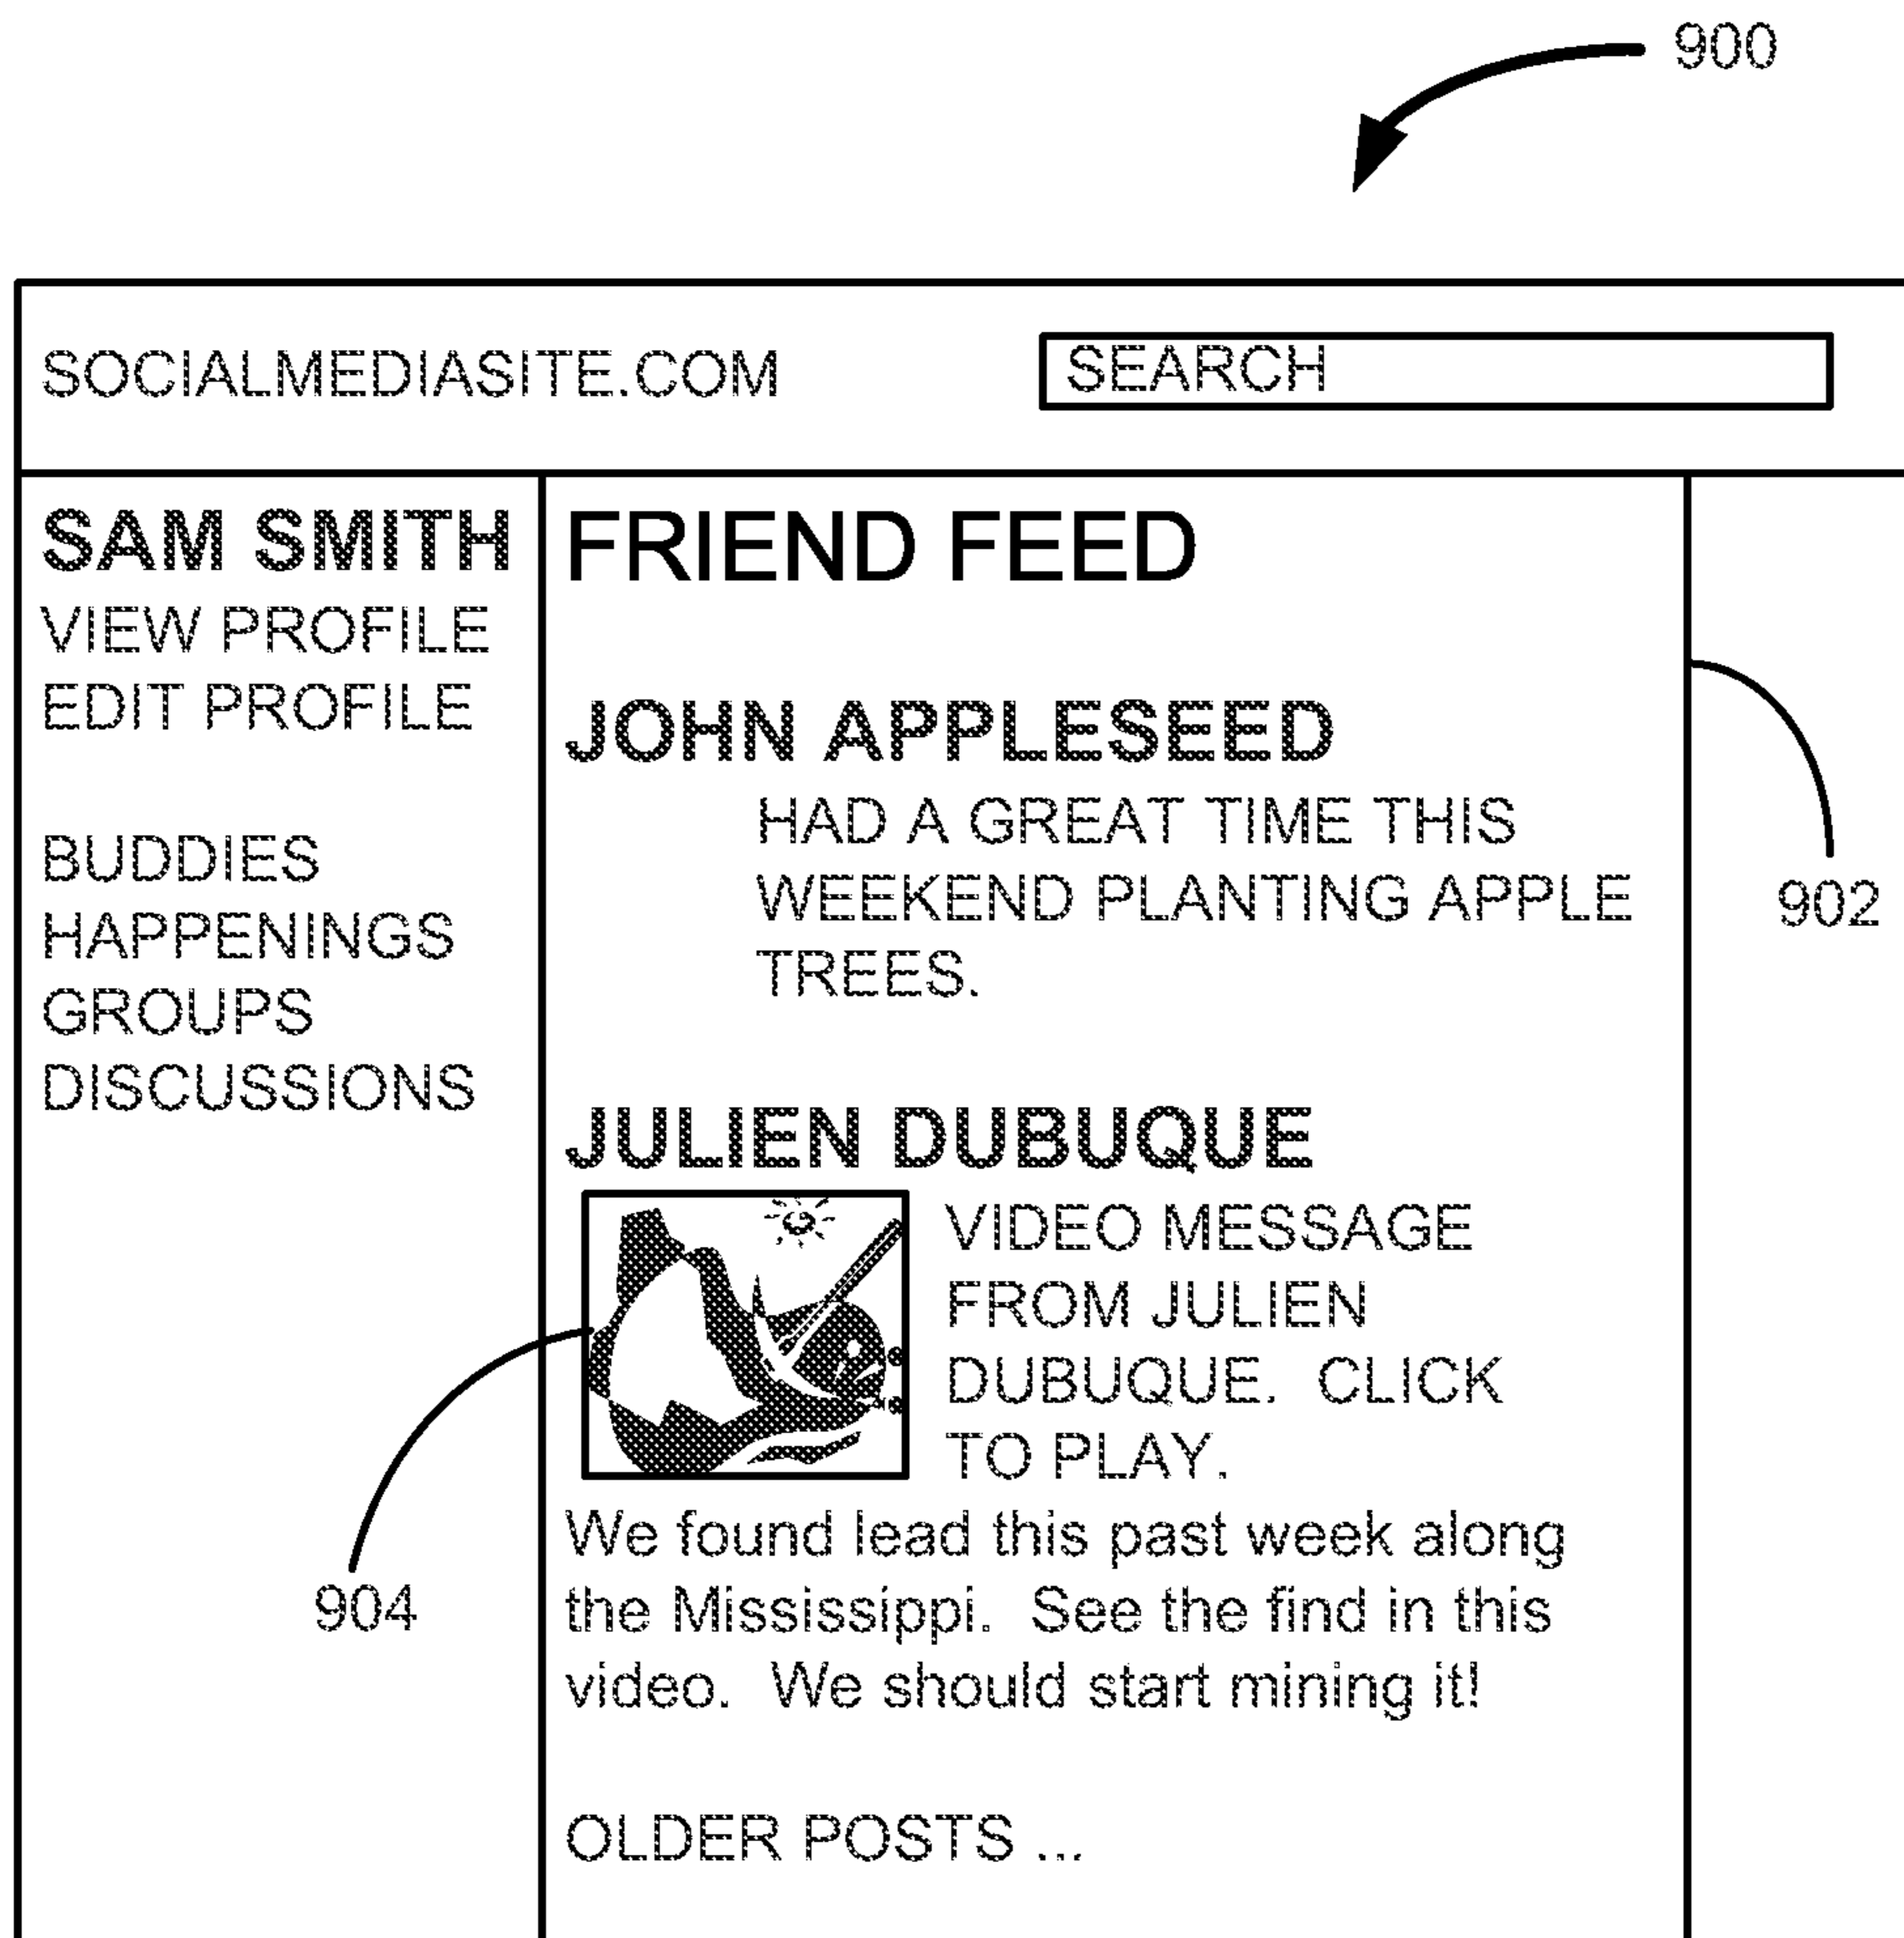 900
SOCIALMEDIASITE.COM
SEARCH
SAM SMITH
VIEW PROFILE
EDIT PROFILE
BUDDIES
HAPPENINGS
GROUPS
DISCUSSIONS
FRIEND FEED
JOHN APPLESEED
HAD A GREAT TIME THIS
WEEKEND PLANTING APPLE
TREES.
902
JULIEN DUBUQUE
VIDEO MESSAGE
FROM JULIEN
DUBUQUE.  CLICK
TO PLAY.
904
We found lead this past week along
the Mississippi.  See the find in this
video.  We should start mining it!
OLDER POSTS ...